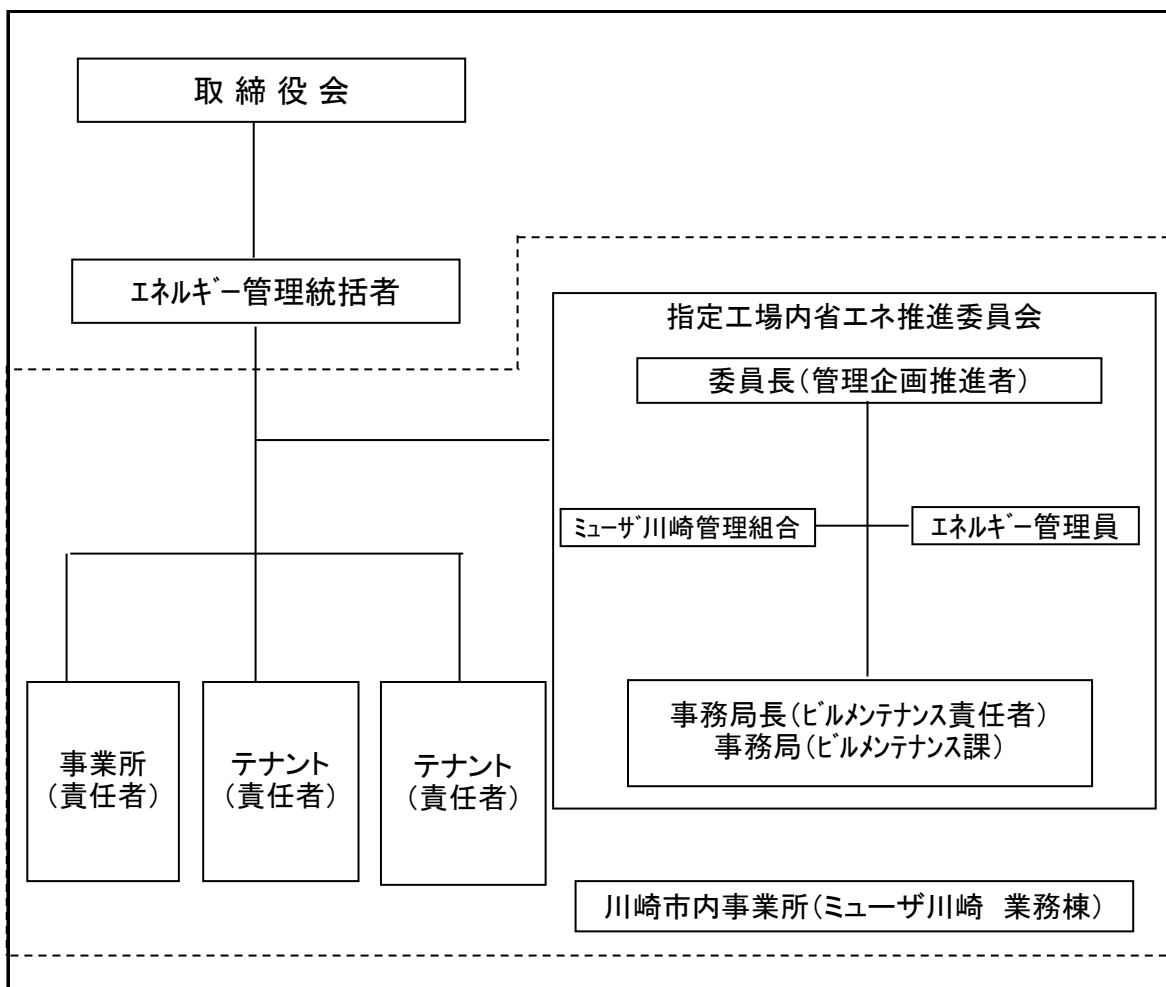 取 締 役 会
ｴﾈﾙｷﾞｰ管理統括者
指定工場内省エネ推進委員会
委員長（管理企画推進者）
ﾐｭｰｻﾞ川崎管理組合
ｴﾈﾙｷﾞｰ管理員
事務局長（ﾋﾞﾙﾒﾝﾃﾅﾝｽ責任者）
事務局（ﾋﾞﾙﾒﾝﾃﾅﾝｽ課）
事業所
（責任者）
テナント
（責任者）
テナント
（責任者）
川崎市内事業所（ミューザ川崎　業務棟）